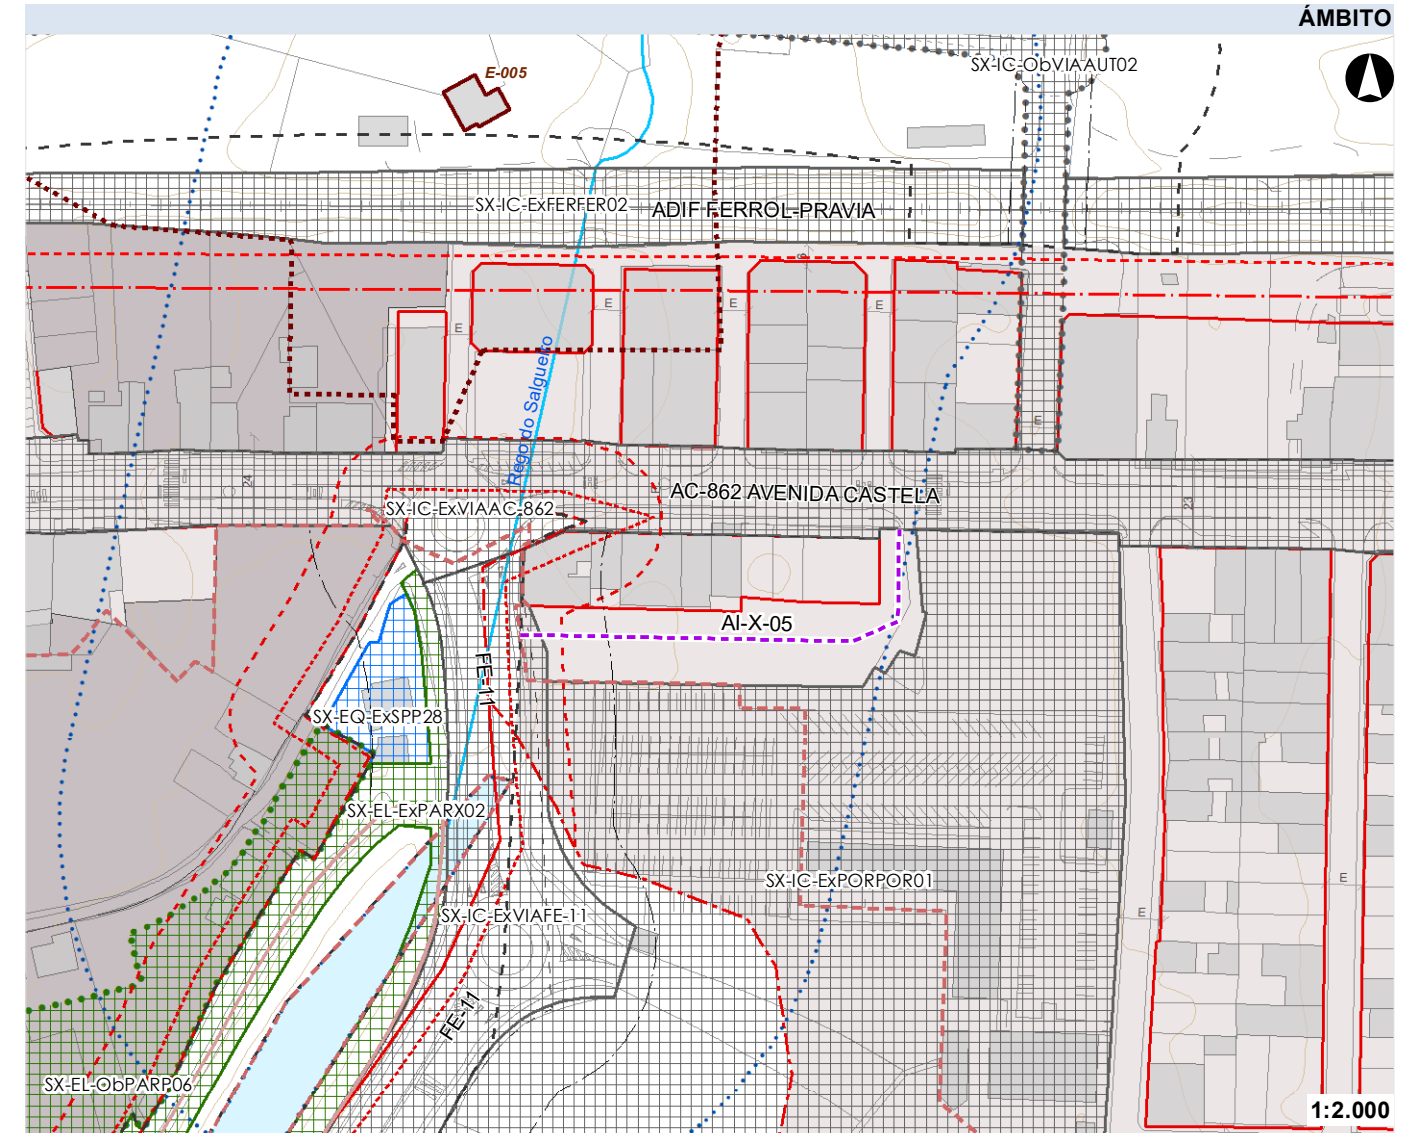 ÁMBITO
E-005
SX-IC-ObVIAAUT02
SX-IC-ExFERFER02
ADIF FERROL-PRAVIA
E
E
E
E
E
Rego do Salgueiro
24
AC-862 AVENIDA CASTELA
23
SX-IC-ExVIAAC-862
AI-X-05
FE-11
SX-EQ-ExSPP28
SX-EL-ExPARX02
SX-IC-ExPORPOR01
E
SX-IC-ExVIAFE-11
E
FE-11
SX-EL-ObPARP06
1:2.000